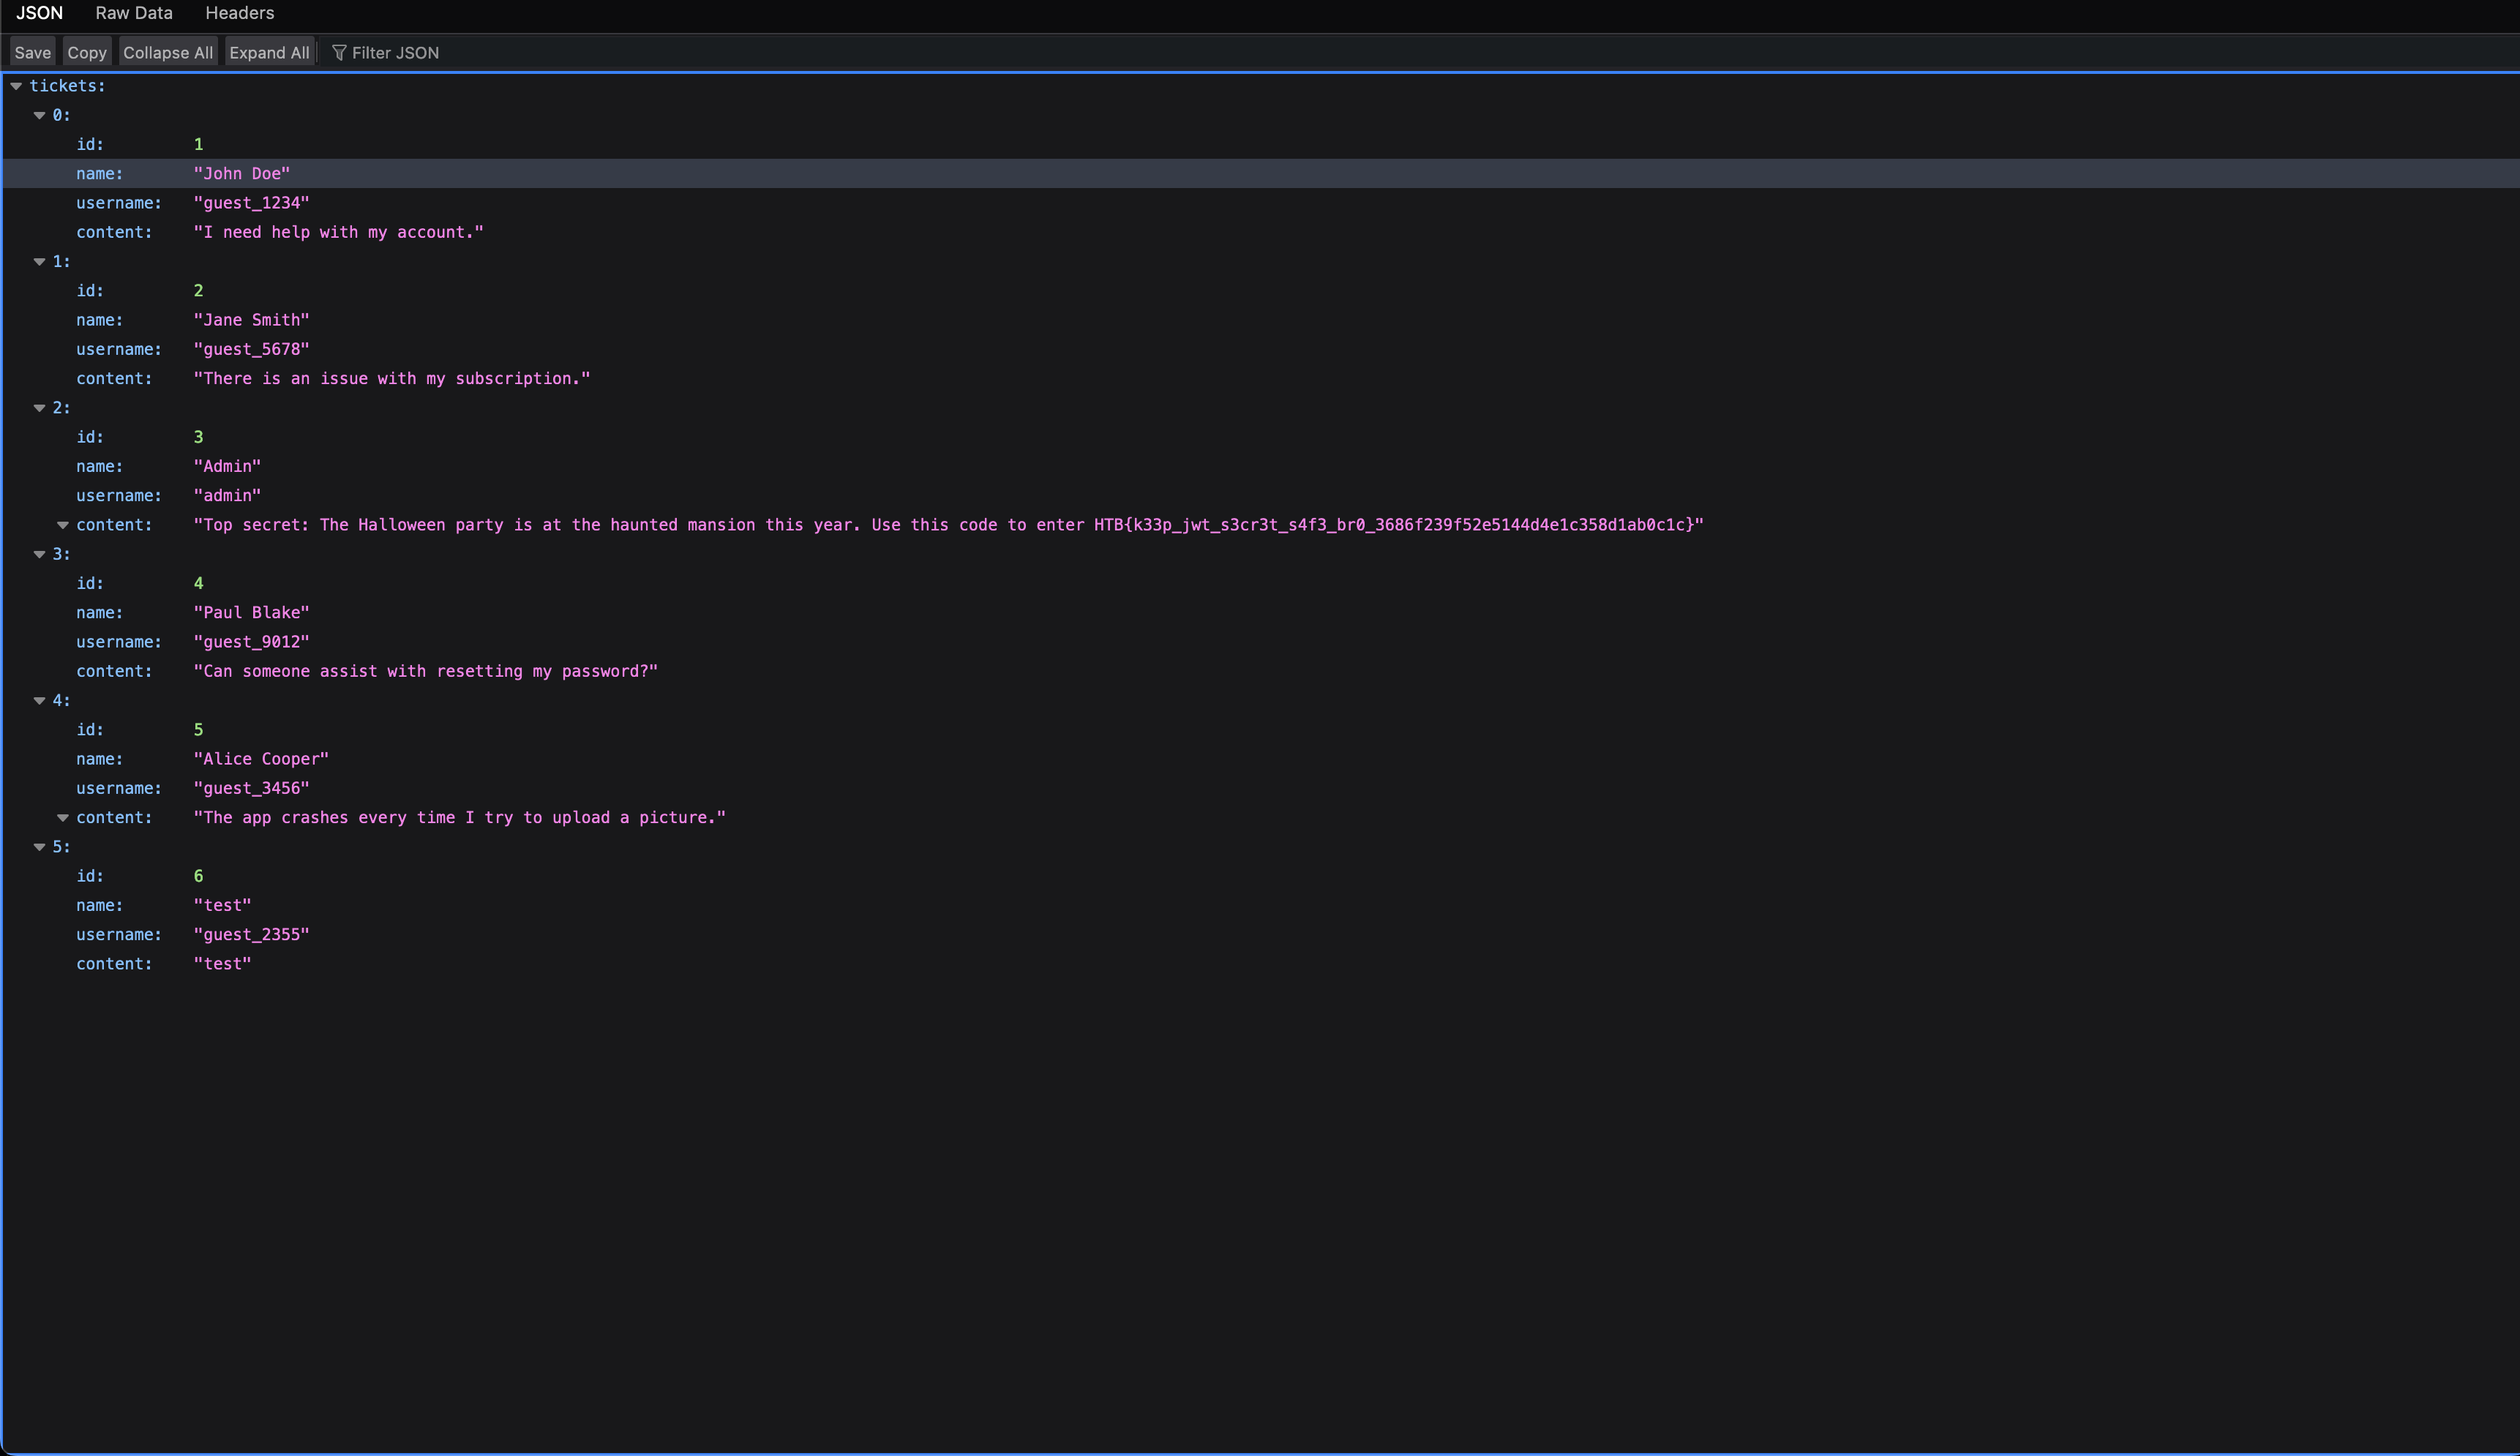 JSON Raw Data Headers
Save Copy Collapse All Expand All Filter JSON
tickets:
0:
id: 1
name: "John Doe"
username: "guest_1234"
content: "I need help with my account."
1:
id: 2
name: "Jane Smith"
username: "guest_5678"
content: "There is an issue with my subscription."
2:
id: 3
name: "Admin"
username: "admin"
content: "Top secret: The Halloween party is at the haunted mansion this year. Use this code to enter HTB{k33p_jwt_s3cr3t_s4f3_br0_3686f239f52e5144d4e1c358d1ab0c1c}"
3:
id: 4
name: "Paul Blake"
username: "guest_9012"
content: "Can someone assist with resetting my password?"
4:
id: 5
name: "Alice Cooper"
username: "guest_3456"
content: "The app crashes every time I try to upload a picture."
5:
id: 6
name: "test"
username: "guest_2355"
content: "test"